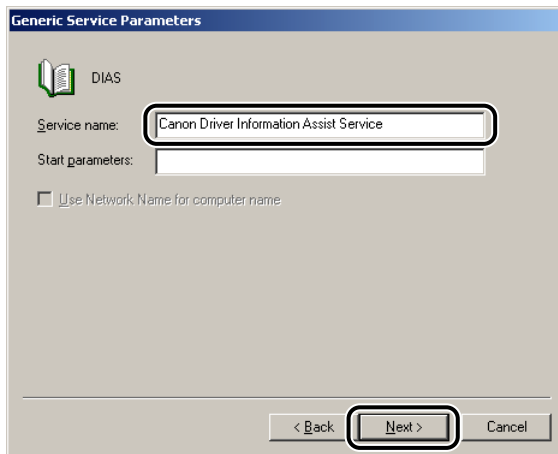 Generic Service Parameters
DIAS
Service name: Canon Driver Information Assist Service
Start parameters:
Use Network Name for computer name
< Back Next > Cancel